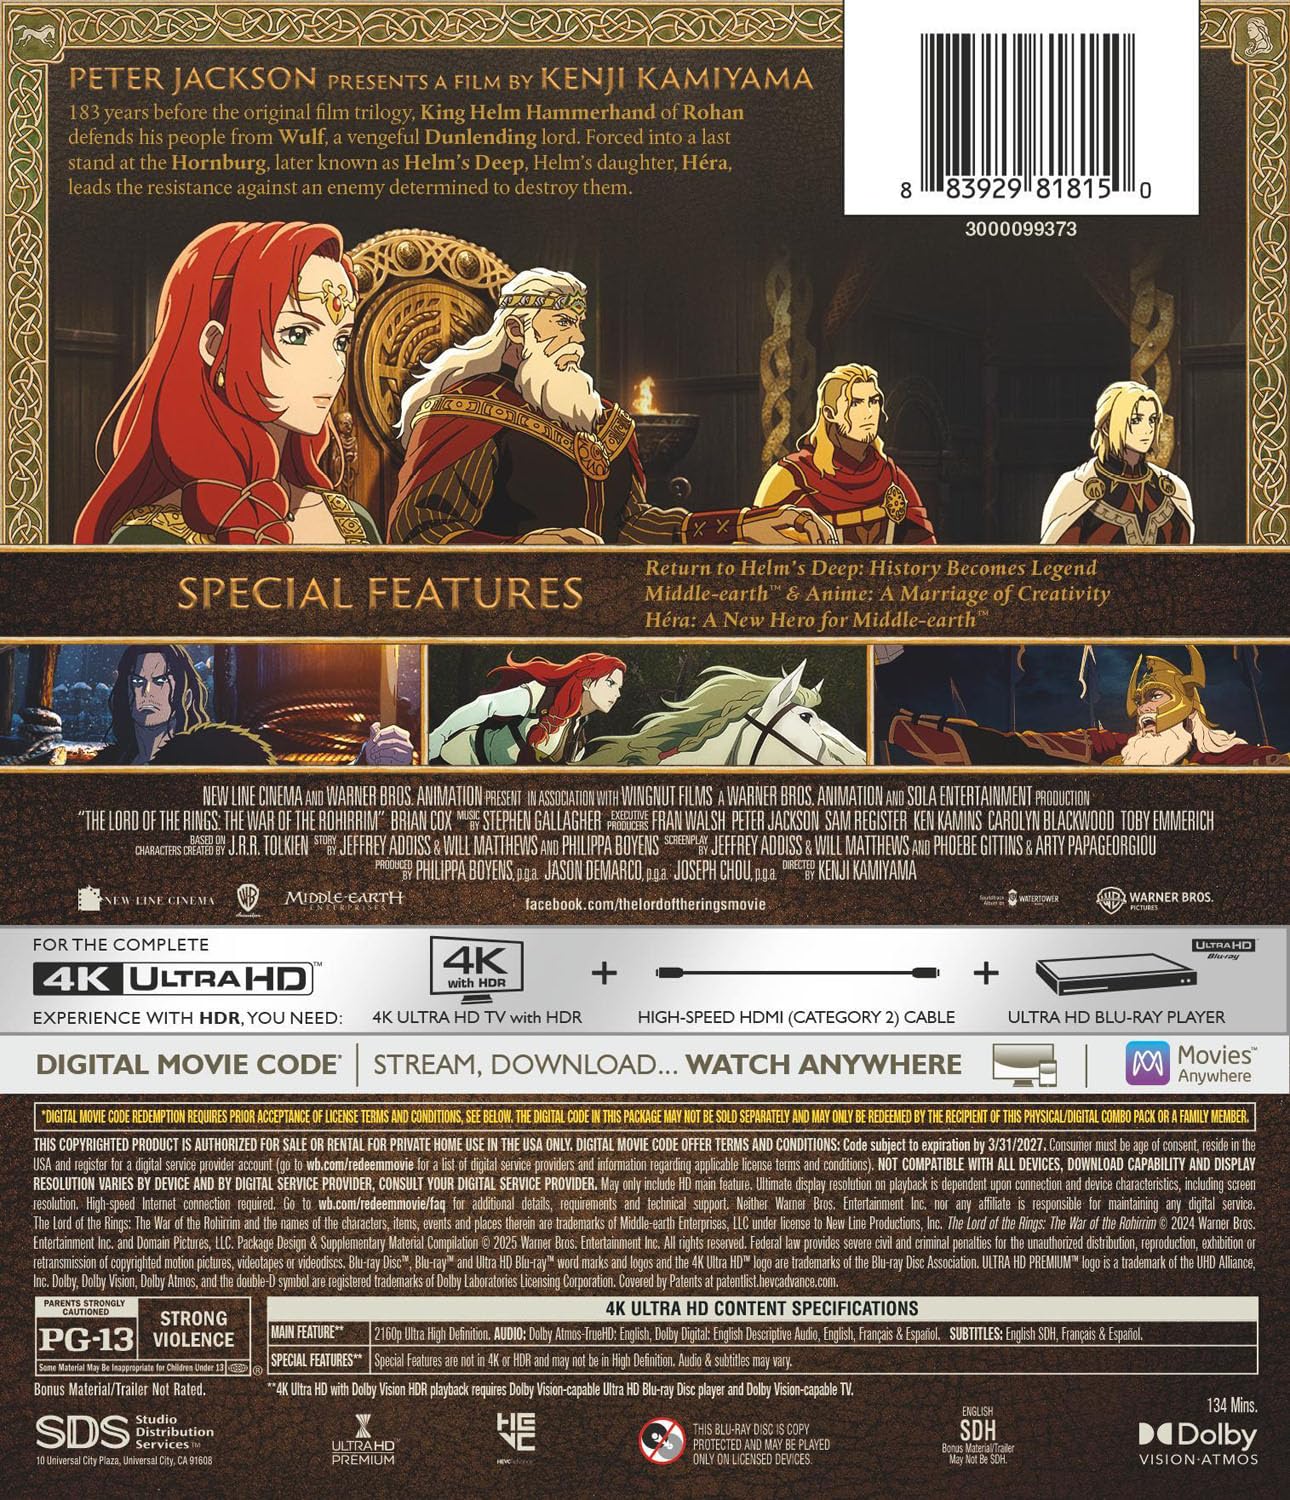 PETER JACKSON PRESENTS A FILM BY KENJI KAMIYAMA
183 years before the original film trilogy, King Helm Hammerhand of Rohan
defends his people from Wulf, a vengeful Dunlending lord. Forced into a last
stand at the Hornburg, later known as Helm's Deep, Helm's daughter, Héra,
leads the resistance against an enemy determined to destroy them.
8 83929 81815 0
3000099373
SPECIAL FEATURES
Return to Helm's Deep: History Becomes Legend
Middle-earth™ & Anime: A Marriage of Creativity
Héra: A New Hero for Middle-earth™
NEW LINE CINEMA AND WARNER BROS. ANIMATION PRESENT IN ASSOCIATION WITH WINGNUT FILMS A WARNER BROS. ANIMATION AND SOLA ENTERTAINMENT PRODUCTION
"THE LORD OF THE RINGS: THE WAR OF THE ROHIRRIM" BRIAN COX MUSIC BY STEPHEN GALLAGHER EXECUTIVE PRODUCERS FRAN WALSH PETER JACKSON SAM REGISTER KEN KAMINS CAROLYN BLACKWOOD TOBY EMMERICH
BASED ON CHARACTERS CREATED BY J.R.R. TOLKIEN STORY BY JEFFREY ADDISS & WILL MATTHEWS AND PHILIPPA BOYENS SCREENPLAY BY JEFFREY ADDISS & WILL MATTHEWS AND PHOEBE GITTINS & ARTY PAPAGEORGIOU
PRODUCED BY PHILIPPA BOYENS, p.g.a. JASON DEMARCO, p.g.a. JOSEPH CHOU, p.g.a. DIRECTED BY KENJI KAMIYAMA
NEW LINE CINEMA
WB
Animation
MIDDLE-EARTH
ENTERPRISES
facebook.com/thelordoftheringsmovie
Soundtrack Album on WATERTOWER
WB WARNER BROS.
PICTURES
FOR THE COMPLETE
4K ULTRA HD™
EXPERIENCE WITH HDR, YOU NEED:
4K
with HDR
4K ULTRA HD TV with HDR
+
HIGH-SPEED HDMI (CATEGORY 2) CABLE
+
ULTRA HD
Blu-ray
ULTRA HD BLU-RAY PLAYER
DIGITAL MOVIE CODE* | STREAM, DOWNLOAD... WATCH ANYWHERE
Movies™
Anywhere
*DIGITAL MOVIE CODE REDEMPTION REQUIRES PRIOR ACCEPTANCE OF LICENSE TERMS AND CONDITIONS, SEE BELOW. THE DIGITAL CODE IN THIS PACKAGE MAY NOT BE SOLD SEPARATELY AND MAY ONLY BE REDEEMED BY THE RECIPIENT OF THIS PHYSICAL/DIGITAL COMBO PACK OR A FAMILY MEMBER.
THIS COPYRIGHTED PRODUCT IS AUTHORIZED FOR SALE OR RENTAL FOR PRIVATE HOME USE IN THE USA ONLY. DIGITAL MOVIE CODE OFFER TERMS AND CONDITIONS: Code subject to expiration by 3/31/2027. Consumer must be age of consent, reside in the
USA and register for a digital service provider account (go to wb.com/redeemmovie for a list of digital service providers and information regarding applicable license terms and conditions). NOT COMPATIBLE WITH ALL DEVICES, DOWNLOAD CAPABILITY AND DISPLAY
RESOLUTION VARIES BY DEVICE AND BY DIGITAL SERVICE PROVIDER, CONSULT YOUR DIGITAL SERVICE PROVIDER. May only include HD main feature. Ultimate display resolution on playback is dependent upon connection and device characteristics, including screen
resolution. High-speed Internet connection required. Go to wb.com/redeemmovie/faq for additional details, requirements and technical support. Neither Warner Bros. Entertainment Inc. nor any affiliate is responsible for maintaining any digital service.
The Lord of the Rings: The War of the Rohirrim and the names of the characters, items, events and places therein are trademarks of Middle-earth Enterprises, LLC under license to New Line Productions, Inc. The Lord of the Rings: The War of the Rohirrim © 2024 Warner Bros.
Entertainment Inc. and Domain Pictures, LLC. Package Design & Supplementary Material Compilation © 2025 Warner Bros. Entertainment Inc. All rights reserved. Federal law provides severe civil and criminal penalties for the unauthorized distribution, reproduction, exhibition or
retransmission of copyrighted motion pictures, videotapes or videodiscs. Blu-ray Disc™, Blu-ray™ and Ultra HD Blu-ray™ word marks and logos and the 4K Ultra HD™ logo are trademarks of the Blu-ray Disc Association. ULTRA HD PREMIUM™ logo is a trademark of the UHD Alliance,
Inc. Dolby, Dolby Vision, Dolby Atmos, and the double-D symbol are registered trademarks of Dolby Laboratories Licensing Corporation. Covered by Patents at patentlist.hevcadvance.com.
PARENTS STRONGLY CAUTIONED
PG-13
STRONG
VIOLENCE
Some Material May Be Inappropriate for Children Under 13 ®
4K ULTRA HD CONTENT SPECIFICATIONS
MAIN FEATURE** 2160p Ultra High Definition. AUDIO: Dolby Atmos-TrueHD: English, Dolby Digital: English Descriptive Audio, English, Français & Español. SUBTITLES: English SDH, Français & Español.
SPECIAL FEATURES** Special Features are not in 4K or HDR and may not be in High Definition. Audio & subtitles may vary.
Bonus Material/Trailer Not Rated.
**4K Ultra HD with Dolby Vision HDR playback requires Dolby Vision-capable Ultra HD Blu-ray Disc player and Dolby Vision-capable TV.
134 Mins.
SDS Studio
Distribution
Services™
10 Universal City Plaza, Universal City, CA 91608
ULTRA HD™
PREMIUM
HEVC
HEVC Advance
THIS BLU-RAY DISC IS COPY
PROTECTED AND MAY BE PLAYED
ONLY ON LICENSED DEVICES.
ENGLISH
SDH
Bonus Material/Trailer
May Not Be SDH.
Dolby
VISION·ATMOS